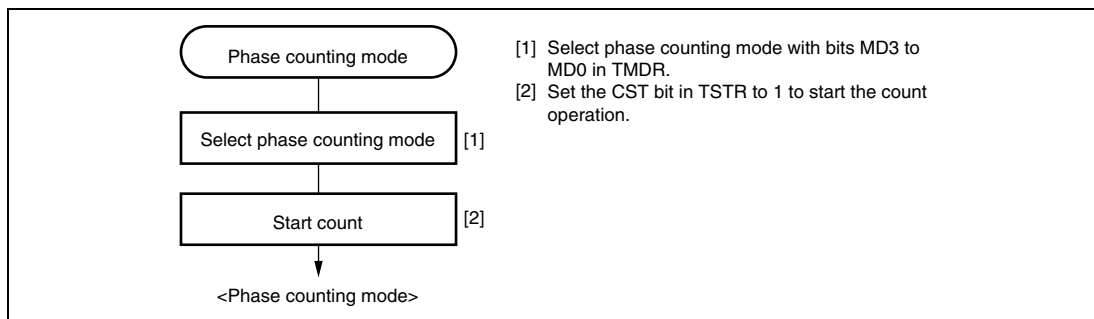 Phase counting mode
Select phase counting mode [1]
Start count [2]
<Phase counting mode>
[1] Select phase counting mode with bits MD3 to
MD0 in TMDR.
[2] Set the CST bit in TSTR to 1 to start the count
operation.